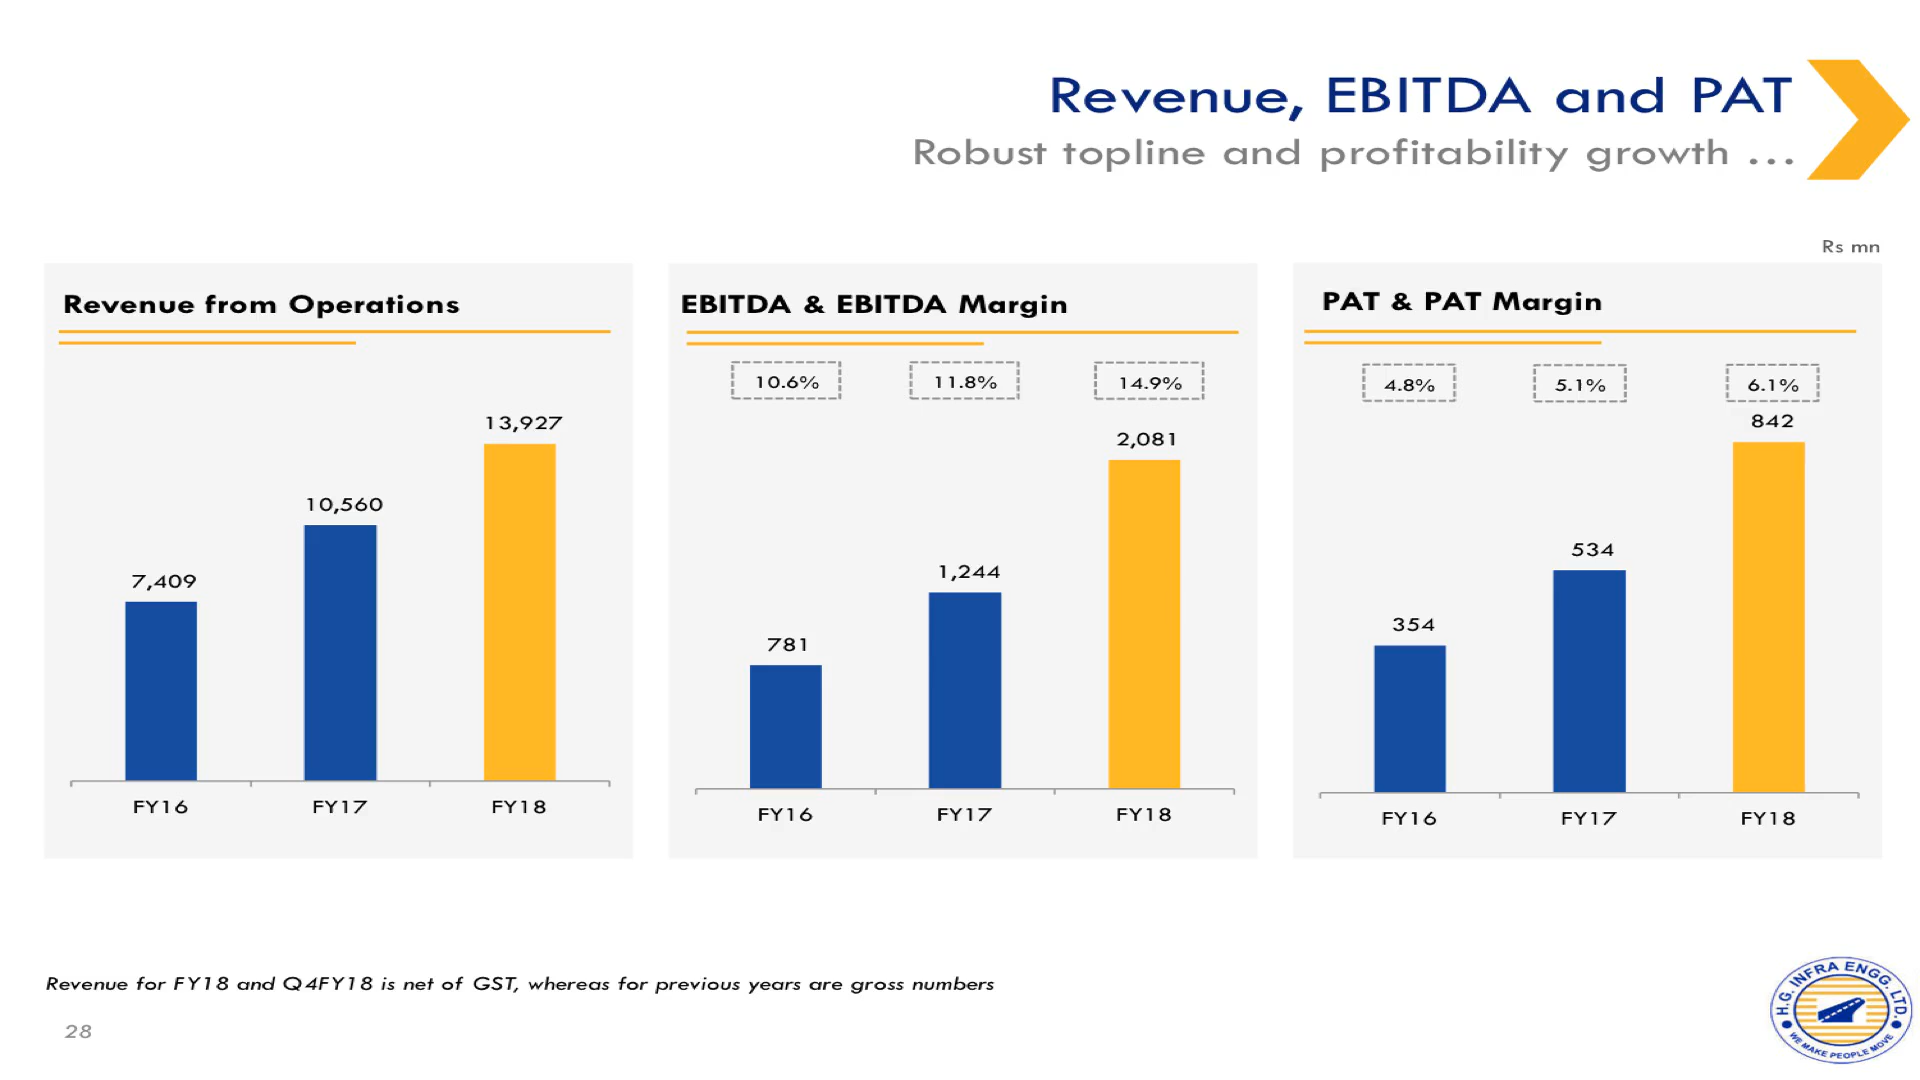 Revenue, EBITDA and PAT
Robust topline and profitability growth ...
Rs mn
Revenue from Operations
13,927
10,560
7,409
FY16 FY17 FY18
EBITDA & EBITDA Margin
10.6% 11.8% 14.9%
2,081
1,244
781
FY16 FY17 FY18
PAT & PAT Margin
4.8% 5.1% 6.1%
842
534
354
FY16 FY17 FY18
Revenue for FY18 and Q4FY18 is net of GST, whereas for previous years are gross numbers
28
H.G. INFRA ENGG. LTD.
WE MAKE PEOPLE MOVE